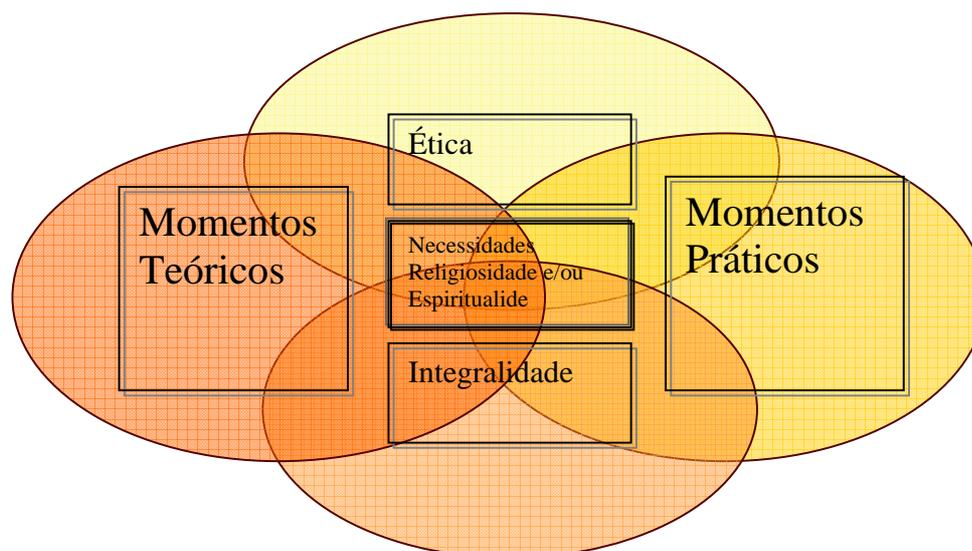 Ética
Momentos
Teóricos
Necessidades
Religiosidade e/ou
Espiritualide
Momentos
Práticos
Integralidade